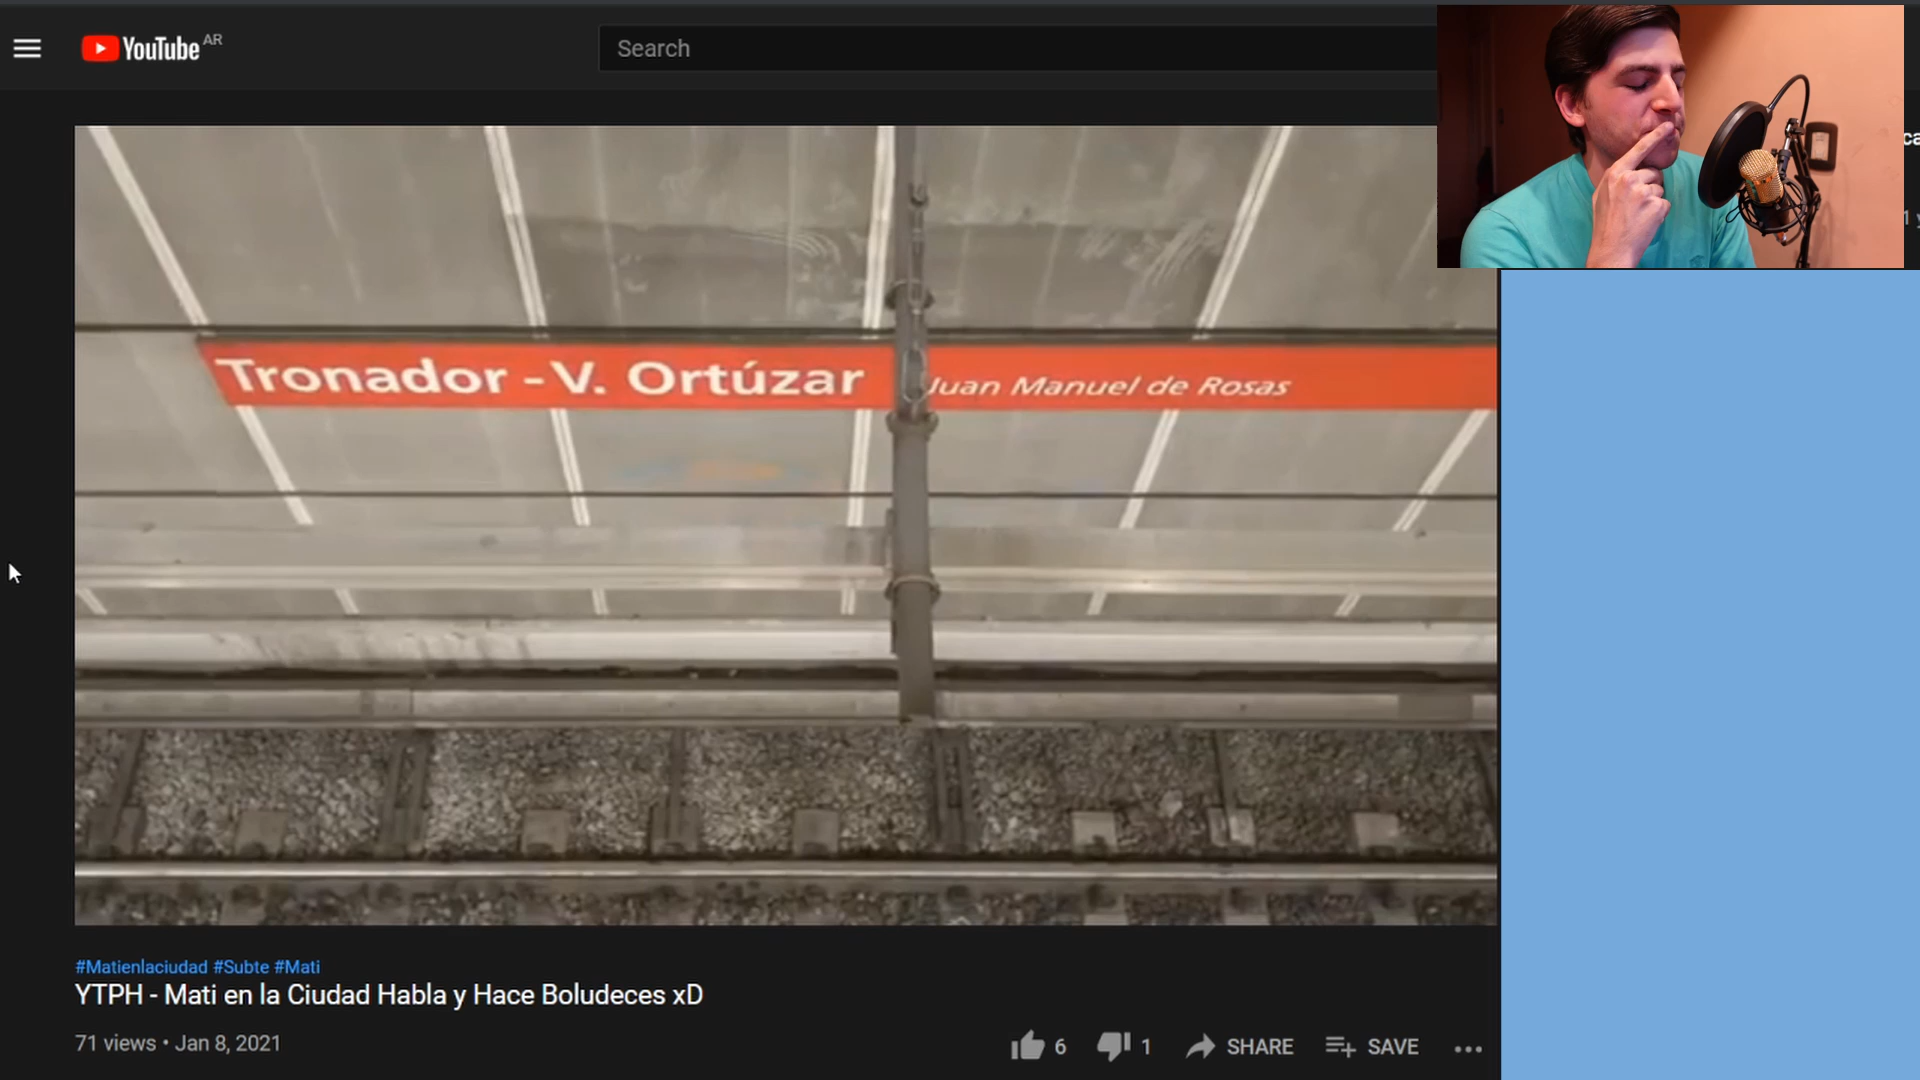 YouTube AR
Search
Tronador - V. Ortúzar Juan Manuel de Rosas
#Matienlaciudad #Subte #Mati
YTPH - Mati en la Ciudad Habla y Hace Boludeces xD
71 views • Jan 8, 2021
6 1 SHARE SAVE